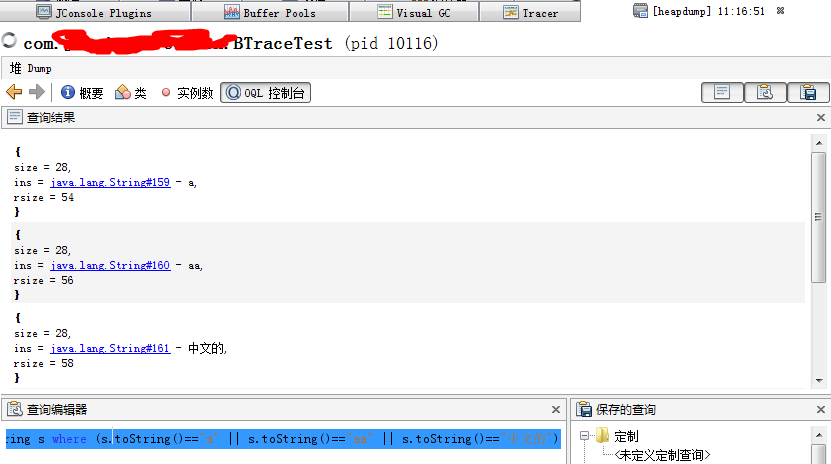 JConsole Plugins Buffer Pools Visual GC Tracer [heapdump] 11:16:51
com. .BTraceTest (pid 10116)
堆 Dump
概要 类 实例数 OQL 控制台
查询结果
{
size = 28,
ins = java.lang.String#159 - a,
rsize = 54
}
{
size = 28,
ins = java.lang.String#160 - aa,
rsize = 56
}
{
size = 28,
ins = java.lang.String#161 - 中文的,
rsize = 58
}
查询编辑器 保存的查询
ring s where (s.toString()=="a" || s.toString()=="aa" || s.toString()=="中文的")
定制
<未定义定制查询>